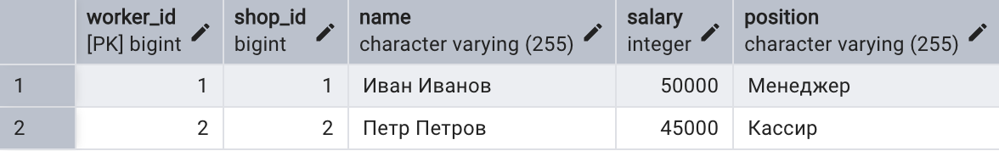 worker_id shop_id name salary position
[PK] bigint bigint character varying (255) integer character varying (255)
1 1 1 Иван Иванов 50000 Менеджер
2 2 2 Петр Петров 45000 Кассир